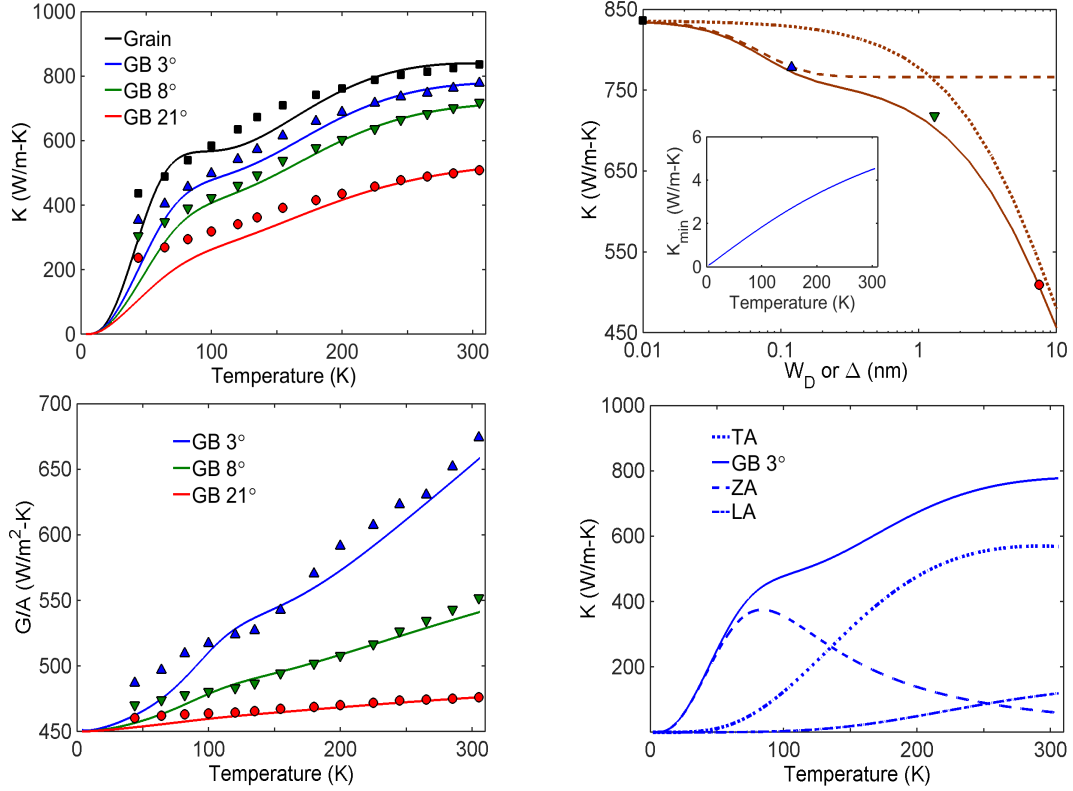 1000
800
600
400
200
0
K (W/m-K)
Grain
GB 3°
GB 8°
GB 21°
0 100 200 300
Temperature (K)
850
750
650
550
450
K (W/m-K)
6
4
2
0
K_min (W/m-K)
0 100 200 300
Temperature (K)
0.01 0.1 1 10
W_D or Δ (nm)
700
650
600
550
500
450
G/A (W/m²-K)
GB 3°
GB 8°
GB 21°
0 100 200 300
Temperature (K)
1000
800
600
400
200
K (W/m-K)
TA
GB 3°
ZA
LA
0 100 200 300
Temperature (K)